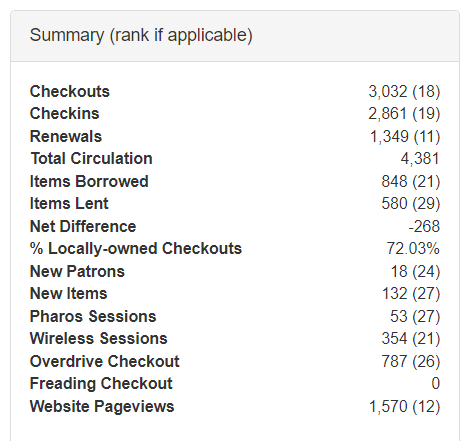 Summary (rank if applicable)
Checkouts 3,032 (18)
Checkins 2,861 (19)
Renewals 1,349 (11)
Total Circulation 4,381
Items Borrowed 848 (21)
Items Lent 580 (29)
Net Difference -268
% Locally-owned Checkouts 72.03%
New Patrons 18 (24)
New Items 132 (27)
Pharos Sessions 53 (27)
Wireless Sessions 354 (21)
Overdrive Checkout 787 (26)
Freading Checkout 0
Website Pageviews 1,570 (12)